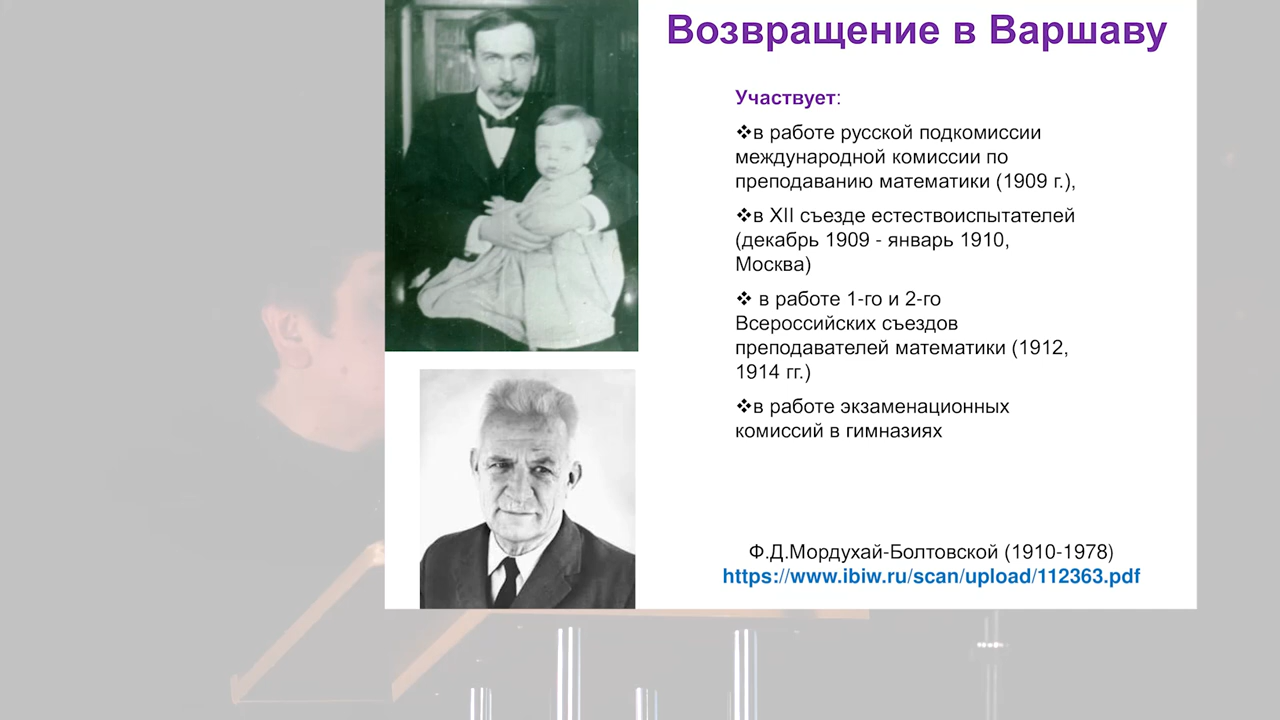 Возвращение в Варшаву
Участвует:
❖в работе русской подкомиссии
международной комиссии по
преподаванию математики (1909 г.),
❖в XII съезде естествоиспытателей
(декабрь 1909 - январь 1910,
Москва)
❖ в работе 1-го и 2-го
Всероссийских съездов
преподавателей математики (1912,
1914 гг.)
❖в работе экзаменационных
комиссий в гимназиях
Ф.Д.Мордухай-Болтовской (1910-1978)
https://www.ibiw.ru/scan/upload/112363.pdf